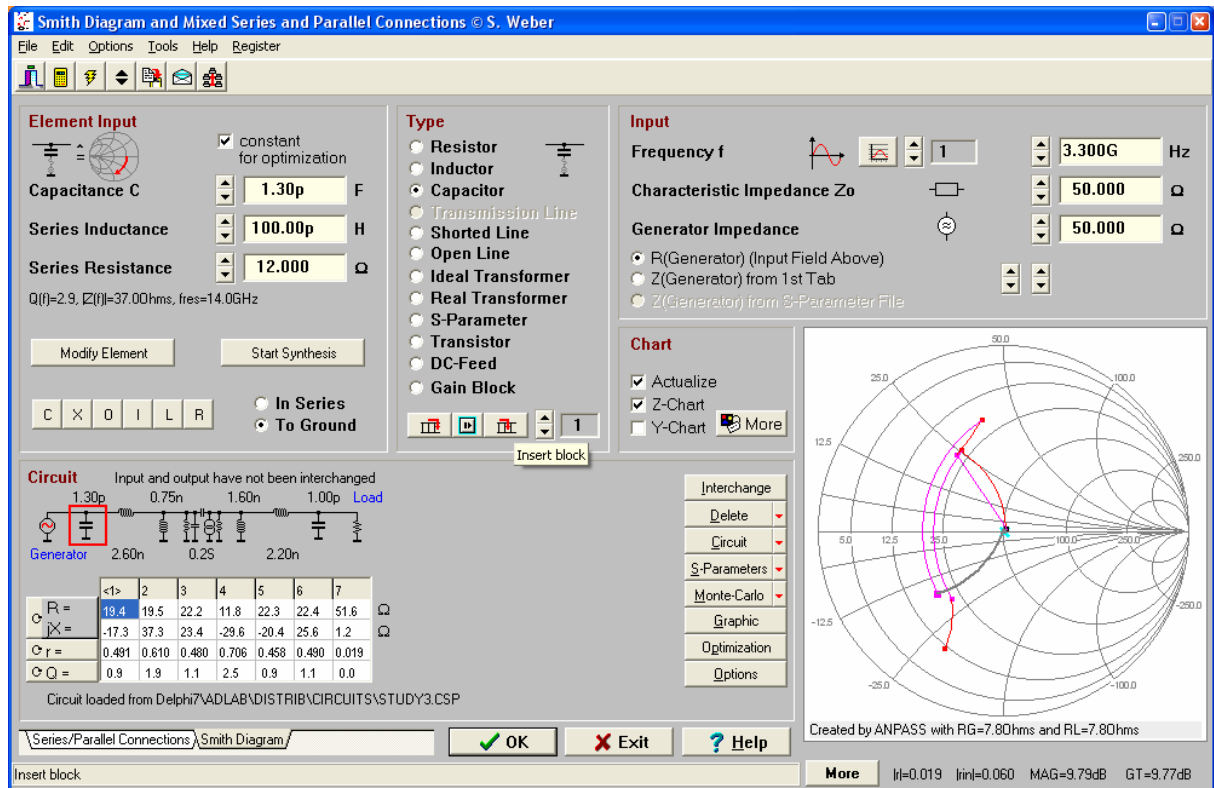 Smith Diagram and Mixed Series and Parallel Connections © S. Weber
File Edit Options Tools Help Register
Element Input
constant
for optimization
Capacitance C 1.30p F
Series Inductance 100.00p H
Series Resistance 12.000 Ω
Q(f)=2.9, |Z(f)|=37.0Ohms, fres=14.0GHz
Modify Element Start Synthesis
C X O I L R
In Series
To Ground
Type
Resistor
Inductor
Capacitor
Transmission Line
Shorted Line
Open Line
Ideal Transformer
Real Transformer
S-Parameter
Transistor
DC-Feed
Gain Block
1
Insert block
Input
Frequency f 1 3.300G Hz
Characteristic Impedance Zo 50.000 Ω
Generator Impedance 50.000 Ω
R(Generator) (Input Field Above)
Z(Generator) from 1st Tab
Z(Generator) from S-Parameter File
Chart
Actualize
Z-Chart
Y-Chart More
Circuit Input and output have not been interchanged
1.30p 0.75n 1.60n 1.00p Load
Generator 2.60n 0.2S 2.20n
<1> 2 3 4 5 6 7
R = 19.4 19.5 22.2 11.8 22.3 22.4 51.6 Ω
jX = -17.3 37.3 23.4 -29.6 -20.4 25.6 1.2 Ω
r = 0.491 0.610 0.480 0.706 0.458 0.490 0.019
Q = 0.9 1.9 1.1 2.5 0.9 1.1 0.0
Circuit loaded from Delphi7\ADLAB\DISTRIB\CIRCUITS\STUDY3.CSP
Interchange
Delete
Circuit
S-Parameters
Monte-Carlo
Graphic
Optimization
Options
50.0
25.0 100.0
12.5 250.0
5.0 12.5 25.0 100.0 250.0
-12.5 -250.0
-25.0 -100.0
Created by ANPASS with RG=7.8Ohms and RL=7.8Ohms
Series/Parallel Connections Smith Diagram
OK Exit Help
Insert block
More |r|=0.019 |rin|=0.060 MAG=9.79dB GT=9.77dB